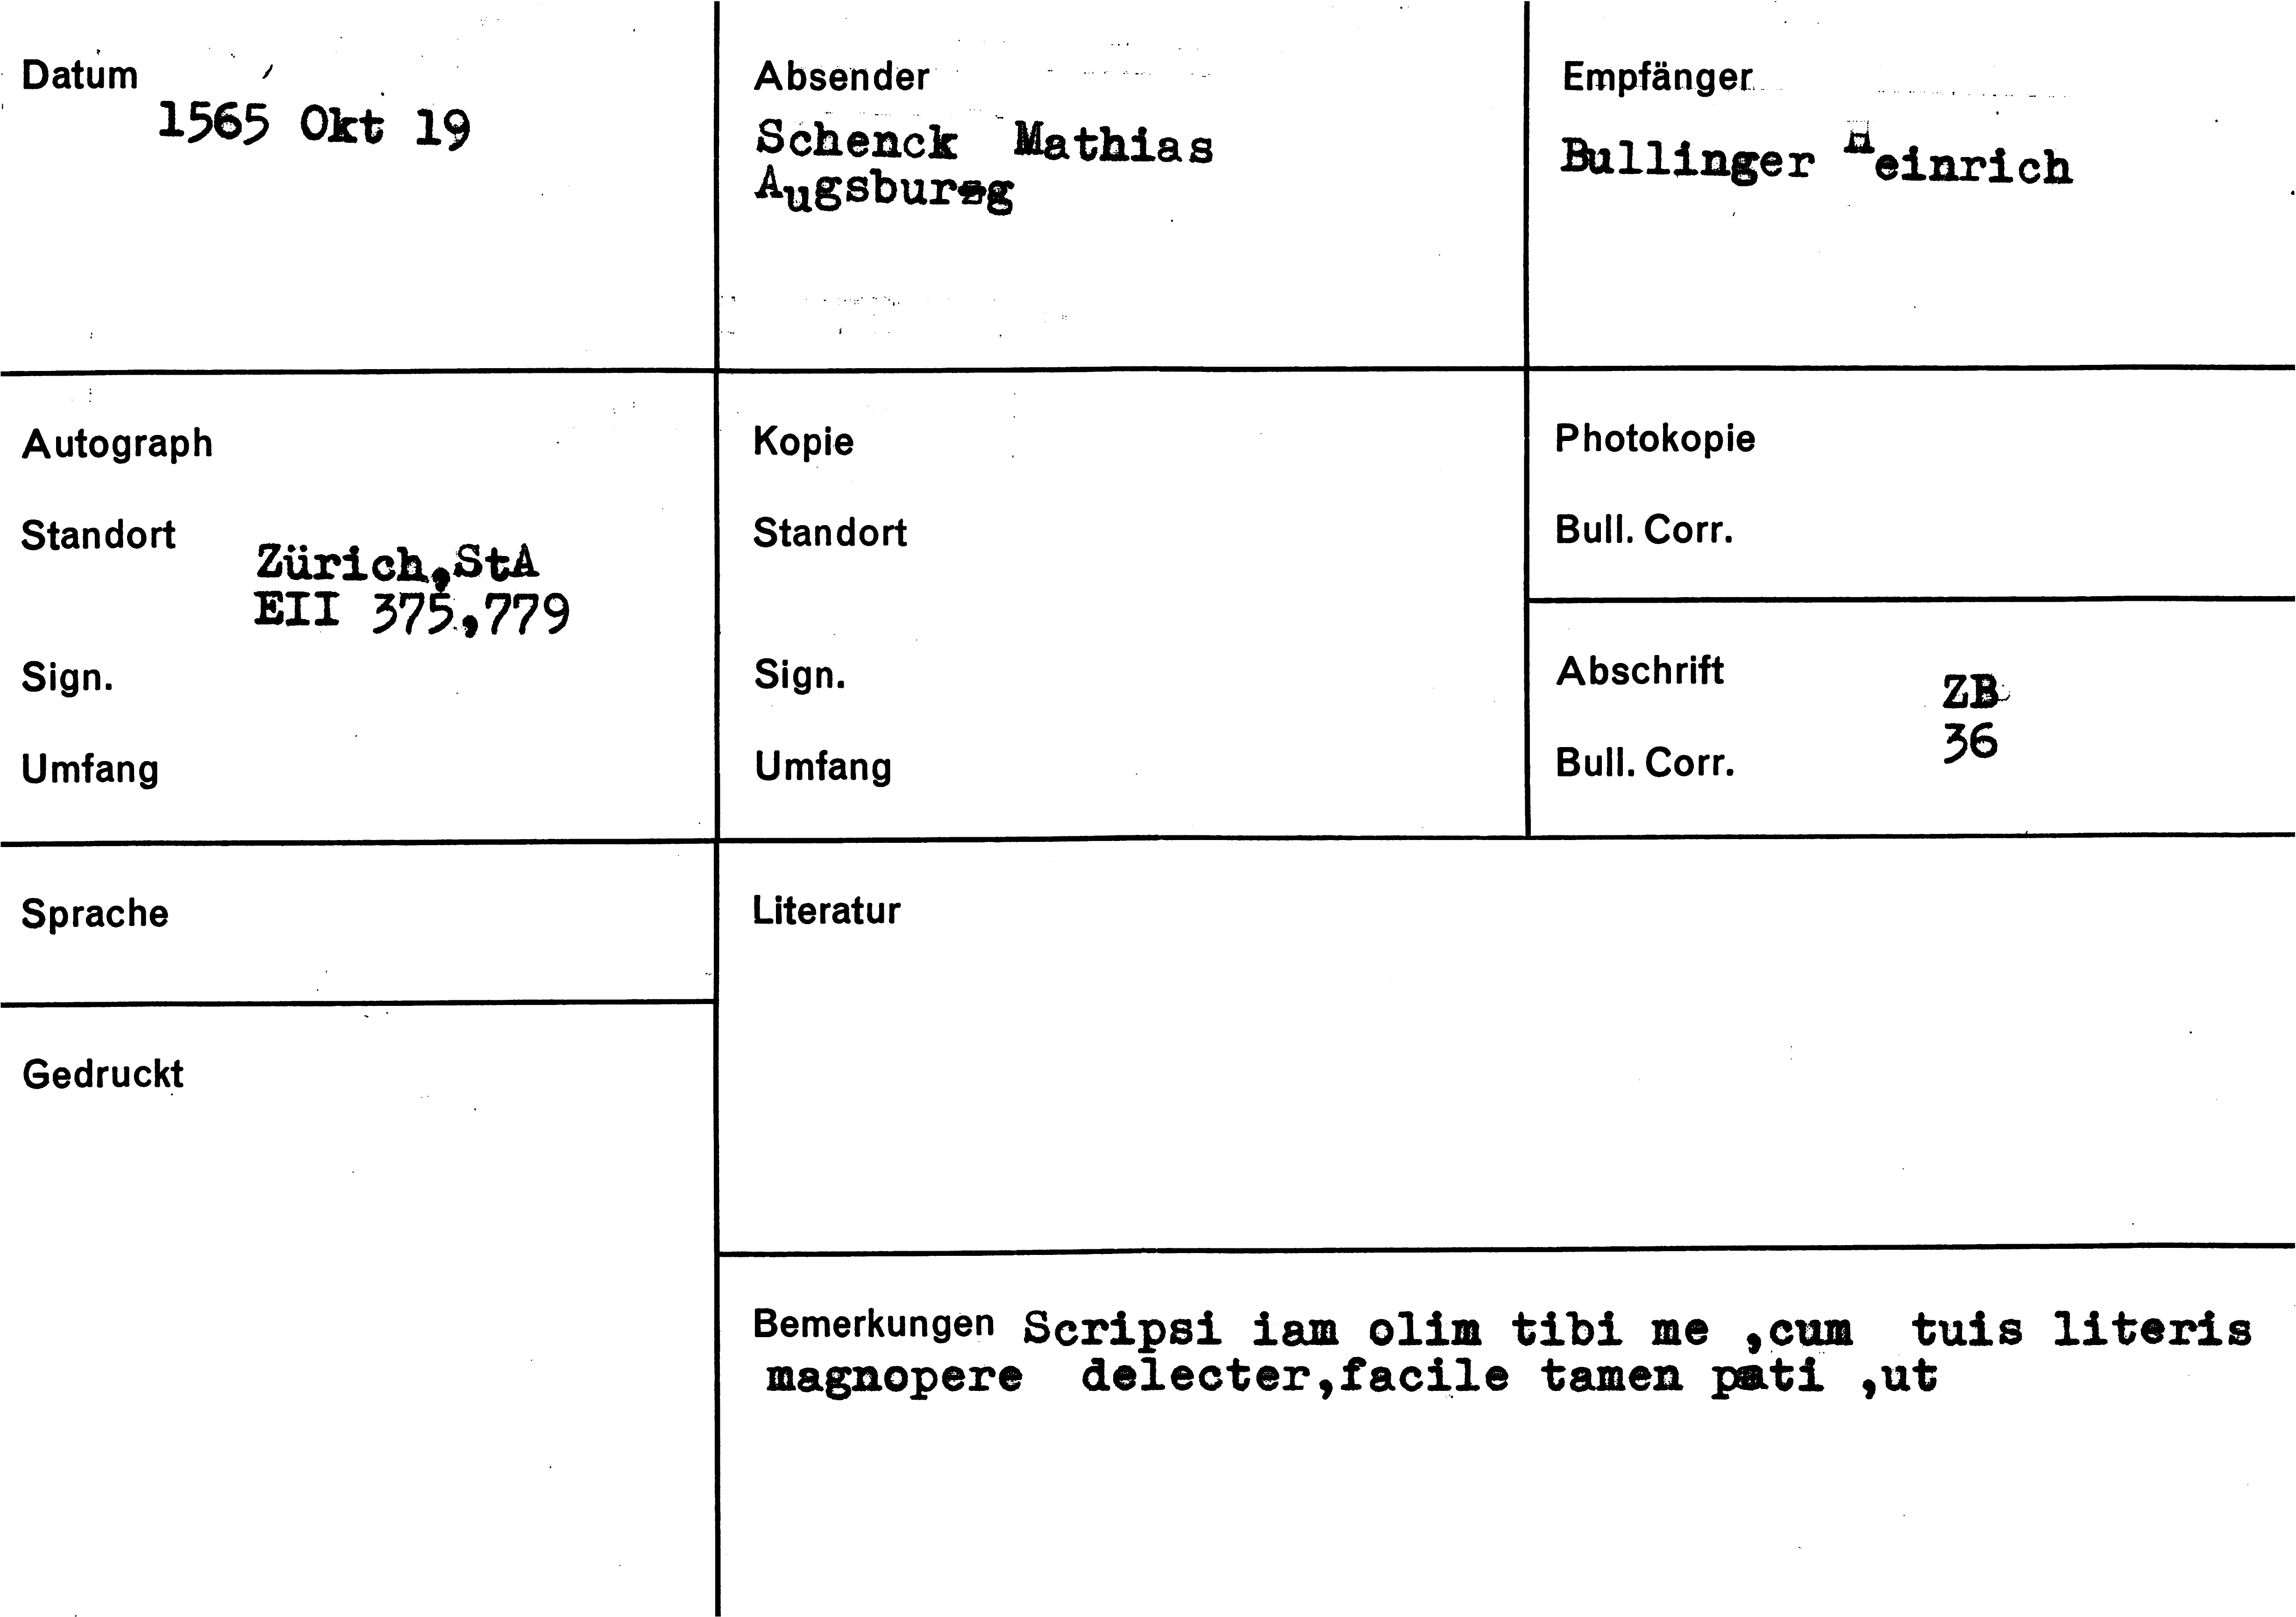 Datum
1565 Okt 19
Absender
Schenck Mathias
Augsburg
Empfänger
Bullinger Heinrich
Autograph
Standort
Zürich,StA
EII 375,779
Sign.
Umfang
Kopie
Standort
Sign.
Umfang
Photokopie
Bull. Corr.
Abschrift
ZB
36
Bull. Corr.
Sprache
Literatur
Gedruckt
Bemerkungen Scripsi iam olim tibi me ,cum tuis literis
magnopere delecter,facile tamen pati ,ut